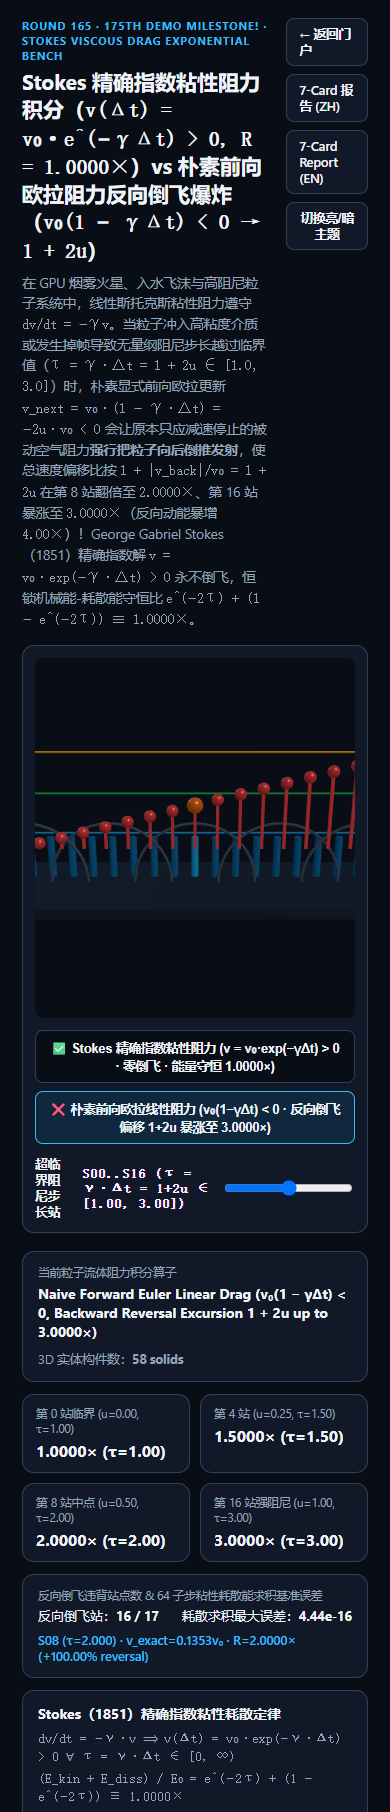 ROUND 165 · 175TH DEMO MILESTONE! ·
STOKES VISCOUS DRAG EXPONENTIAL
BENCH
Stokes 精确指数粘性阻力
积分（v(Δt) =
v₀·e^(−γΔt) > 0, R
= 1.0000×）vs 朴素前向
欧拉阻力反向倒飞爆炸
（v₀(1 − γΔt) < 0 →
1 + 2u）
← 返回门
户
7-Card 报
告 (ZH)
7-Card
Report
(EN)
切换亮/暗
主题
在 GPU 烟雾火星、入水飞沫与高阻尼粒
子系统中，线性斯托克斯粘性阻力遵守
dv/dt = −γv。当粒子冲入高粘度介质
或发生掉帧导致无量纲阻尼步长越过临界
值（τ = γ·Δt = 1 + 2u ∈ [1.0,
3.0]）时，朴素显式前向欧拉更新
v_next = v₀·(1 − γ·Δt) =
−2u·v₀ < 0 会让原本只应减速停止的被
动空气阻力强行把粒子向后倒推发射，使
总速度偏移比按 1 + |v_back|/v₀ = 1 +
2u 在第 8 站翻倍至 2.0000×、第 16 站
暴涨至 3.0000×（反向动能暴增
4.00×）！George Gabriel Stokes
（1851）精确指数解 v =
v₀·exp(−γ·Δt) > 0 永不倒飞，恒
锁机械能-耗散能守恒比 e^(−2τ) + (1
− e^(−2τ)) ≡ 1.0000×。
✅ Stokes 精确指数粘性阻力 (v = v₀·exp(−γΔt) > 0
· 零倒飞 · 能量守恒 1.0000×)
❌ 朴素前向欧拉线性阻力 (v₀(1−γΔt) < 0 · 反向倒飞
偏移 1+2u 暴涨至 3.0000×)
超临
界阻
尼步
长站
S00..S16 (τ =
γ·Δt = 1+2u ∈
[1.00, 3.00])
当前粒子流体阻力积分算子
Naive Forward Euler Linear Drag (v₀(1 − γΔt) <
0, Backward Reversal Excursion 1 + 2u up to
3.0000×)
3D 实体构件数：58 solids
第 0 站临界 (u=0.00,
τ=1.00)
1.0000× (τ=1.00)
第 4 站 (u=0.25, τ=1.50)
1.5000× (τ=1.50)
第 8 站中点 (u=0.50,
τ=2.00)
2.0000× (τ=2.00)
第 16 站强阻尼 (u=1.00,
τ=3.00)
3.0000× (τ=3.00)
反向倒飞违背站点数 & 64 子步粘性耗散能求积基准误差
反向倒飞站：16 / 17 耗散求积最大误差：4.44e-16
S08 (τ=2.000) · v_exact=0.1353v₀ · R=2.0000×
(+100.00% reversal)
Stokes（1851）精确指数粘性耗散定律
dv/dt = −γ·v ⟹ v(Δt) = v₀·exp(−γ·Δt)
> 0 ∀ τ = γ·Δt ∈ [0, ∞)
(E_kin + E_diss) / E₀ = e^(−2τ) + (1 −
e^(−2τ)) ≡ 1.0000×